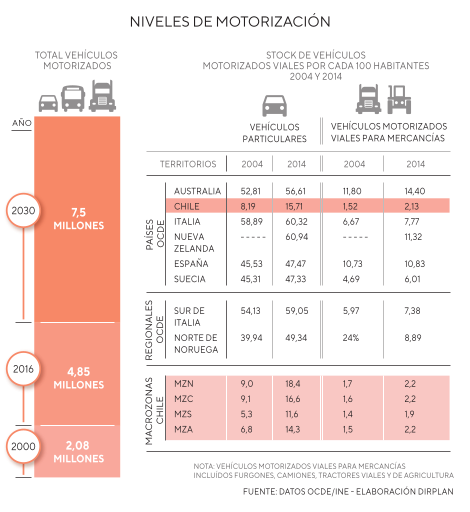 NIVELES DE MOTORIZACIÓN
TOTAL VEHÍCULOS
MOTORIZADOS
STOCK DE VEHÍCULOS
MOTORIZADOS VIALES POR CADA 100 HABITANTES
2004 Y 2014
AÑO
2030
7,5
MILLONES
2016
4,85
MILLONES
2000
2,08
MILLONES
VEHÍCULOS
PARTICULARES
VEHÍCULOS MOTORIZADOS
VIALES PARA MERCANCÍAS
TERRITORIOS 2004 2014 2004 2014
PAÍSES
OCDE
AUSTRALIA 52,81 56,61 11,80 14,40
CHILE 8,19 15,71 1,52 2,13
ITALIA 58,89 60,32 6,67 7,77
NUEVA ----- 60,94 ----- 11,32
ZELANDA
ESPAÑA 45,53 47,47 10,73 10,83
SUECIA 45,31 47,33 4,69 6,01
REGIONALES
OCDE
SUR DE 54,13 59,05 5,97 7,38
ITALIA
NORTE DE 39,94 49,34 24% 8,89
NORUEGA
MACROZONAS
CHILE
MZN 9,0 18,4 1,7 2,2
MZC 9,1 16,6 1,6 2,2
MZS 5,3 11,6 1,4 1,9
MZA 6,8 14,3 1,5 2,2
NOTA: VEHÍCULOS MOTORIZADOS VIALES PARA MERCANCÍAS
INCLUÍDOS FURGONES, CAMIONES, TRACTORES VIALES Y DE AGRICULTURA
FUENTE: DATOS OCDE/INE - ELABORACIÓN DIRPLAN